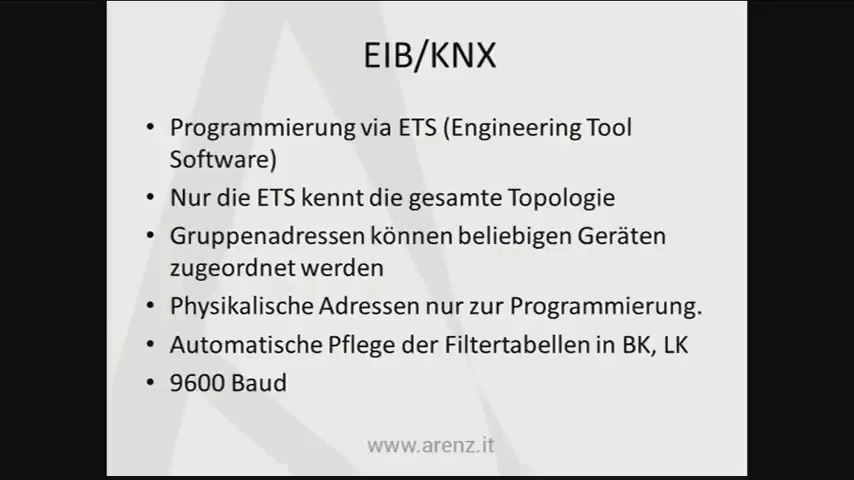 EIB/KNX
• Programmierung via ETS (Engineering Tool
Software)
• Nur die ETS kennt die gesamte Topologie
• Gruppenadressen können beliebigen Geräten
zugeordnet werden
• Physikalische Adressen nur zur Programmierung.
• Automatische Pflege der Filtertabellen in BK, LK
• 9600 Baud
www.arenz.it